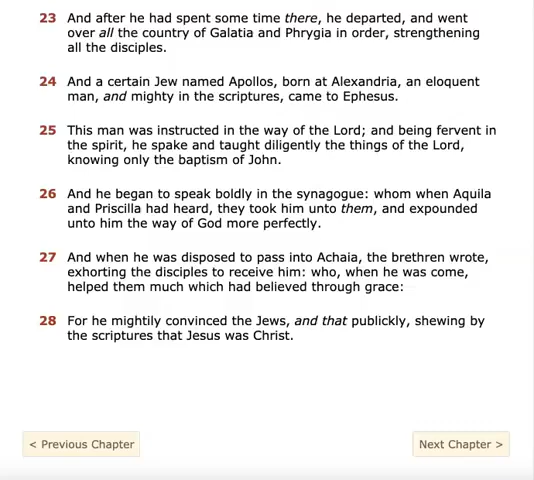 23 And after he had spent some time there, he departed, and went
over all the country of Galatia and Phrygia in order, strengthening
all the disciples.
24 And a certain Jew named Apollos, born at Alexandria, an eloquent
man, and mighty in the scriptures, came to Ephesus.
25 This man was instructed in the way of the Lord; and being fervent in
the spirit, he spake and taught diligently the things of the Lord,
knowing only the baptism of John.
26 And he began to speak boldly in the synagogue: whom when Aquila
and Priscilla had heard, they took him unto them, and expounded
unto him the way of God more perfectly.
27 And when he was disposed to pass into Achaia, the brethren wrote,
exhorting the disciples to receive him: who, when he was come,
helped them much which had believed through grace:
28 For he mightily convinced the Jews, and that publickly, shewing by
the scriptures that Jesus was Christ.
< Previous Chapter
Next Chapter >